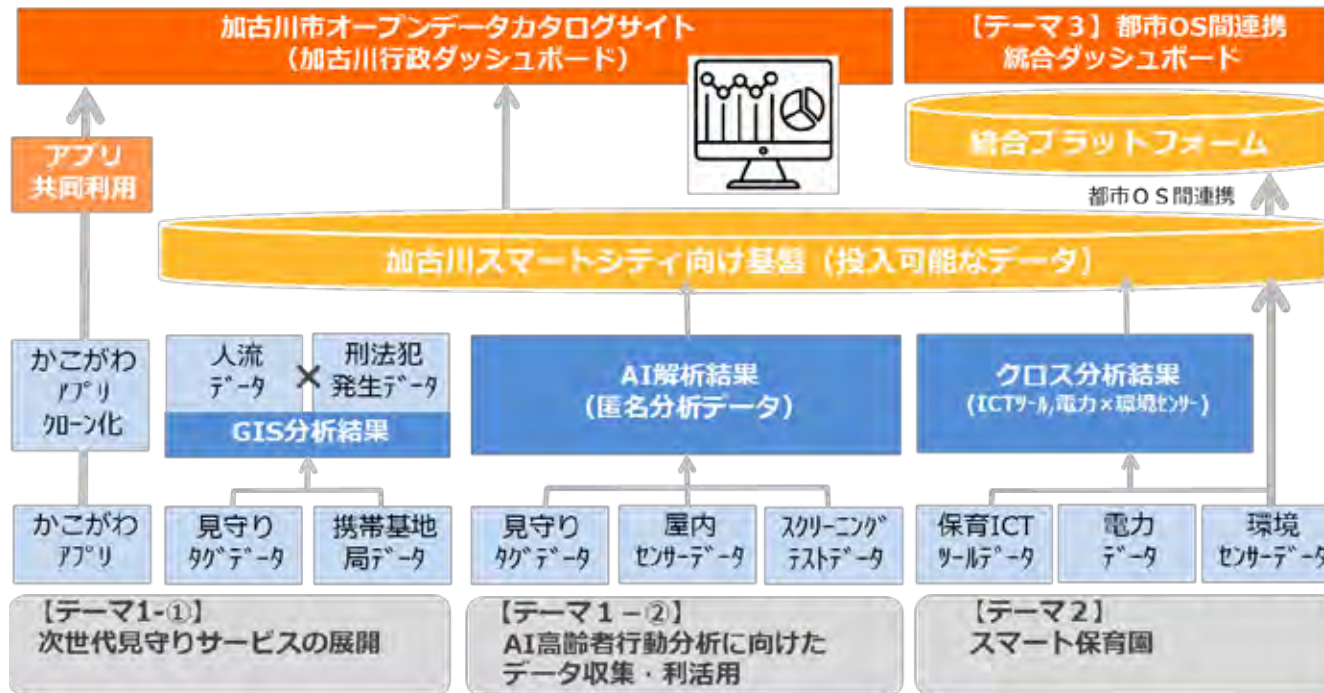 加古川市オープンデータカタログサイト
（加古川行政ダッシュボード）
【テーマ３】都市OS間連携
統合ダッシュボード
統合プラットフォーム
アプリ
共同利用
都市ＯＳ間連携
加古川スマートシティ向け基盤（投入可能なデータ）
かこがわ
ｱﾌﾟﾘ
ｸﾛｰﾝ化
人流
ﾃﾞｰﾀ
×
刑法犯
発生ﾃﾞｰﾀ
GIS分析結果
AI解析結果
（匿名分析データ）
クロス分析結果
(ICTﾂｰﾙ,電力×環境ｾﾝｻｰ)
かこがわ
ｱﾌﾟﾘ
見守り
ﾀｸﾞﾃﾞｰﾀ
携帯基地
局ﾃﾞｰﾀ
見守り
ﾀｸﾞﾃﾞｰﾀ
屋内
ｾﾝｻｰﾃﾞｰﾀ
ｽｸﾘｰﾆﾝｸﾞ
ﾃｽﾄﾃﾞｰﾀ
保育ICT
ﾂｰﾙﾃﾞｰﾀ
電力
ﾃﾞｰﾀ
環境
ｾﾝｻｰﾃﾞｰﾀ
【テーマ1-①】
次世代見守りサービスの展開
【テーマ１－②】
AI高齢者行動分析に向けた
データ収集・利活用
【テーマ２】
スマート保育園